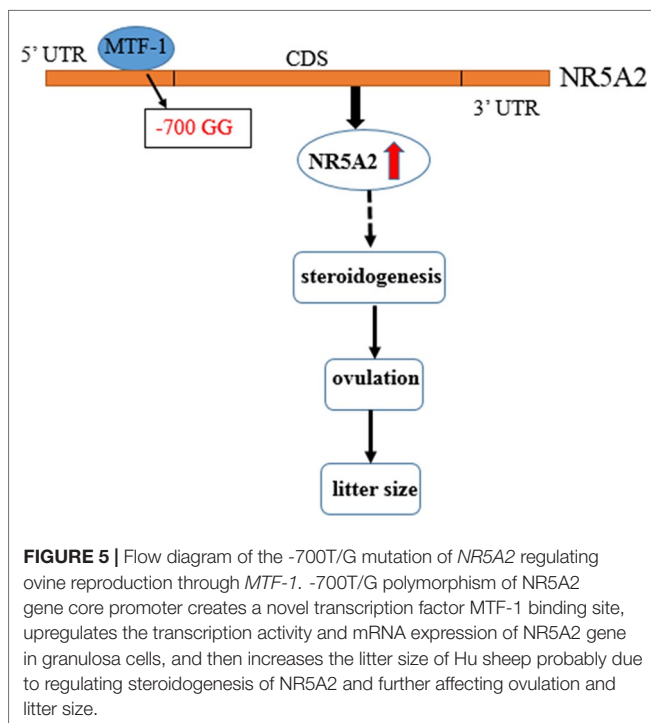 5' UTR
MTF-1
CDS
NR5A2
3' UTR
-700 GG
NR5A2
steroidogenesis
ovulation
litter size
FIGURE 5 | Flow diagram of the -700T/G mutation of NR5A2 regulating
ovine reproduction through MTF-1. -700T/G polymorphism of NR5A2
gene core promoter creates a novel transcription factor MTF-1 binding site,
upregulates the transcription activity and mRNA expression of NR5A2 gene
in granulosa cells, and then increases the litter size of Hu sheep probably due
to regulating steroidogenesis of NR5A2 and further affecting ovulation and
litter size.